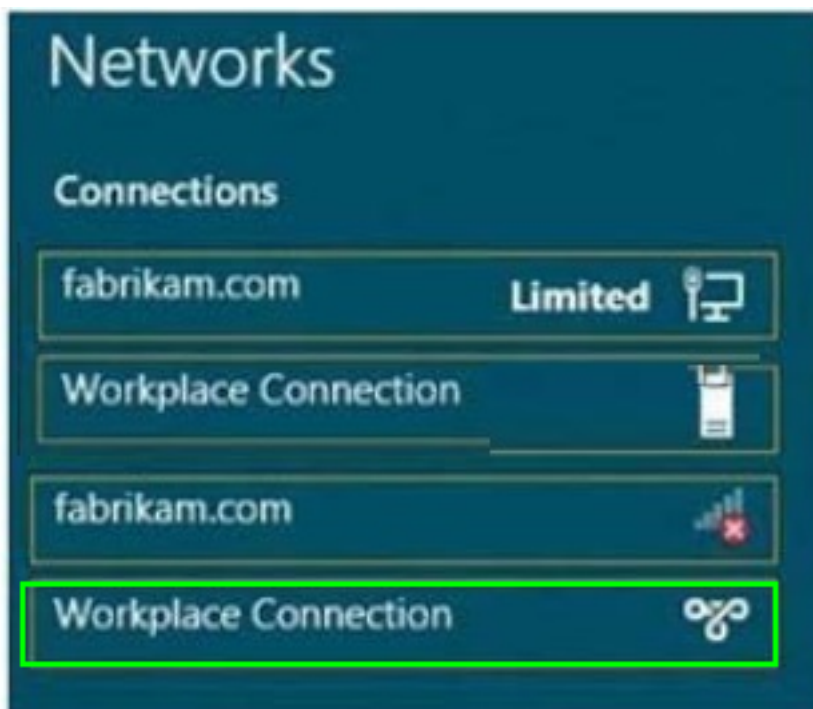 Networks
Connections
fabrikam.com Limited
Workplace Connection
fabrikam.com
Workplace Connection